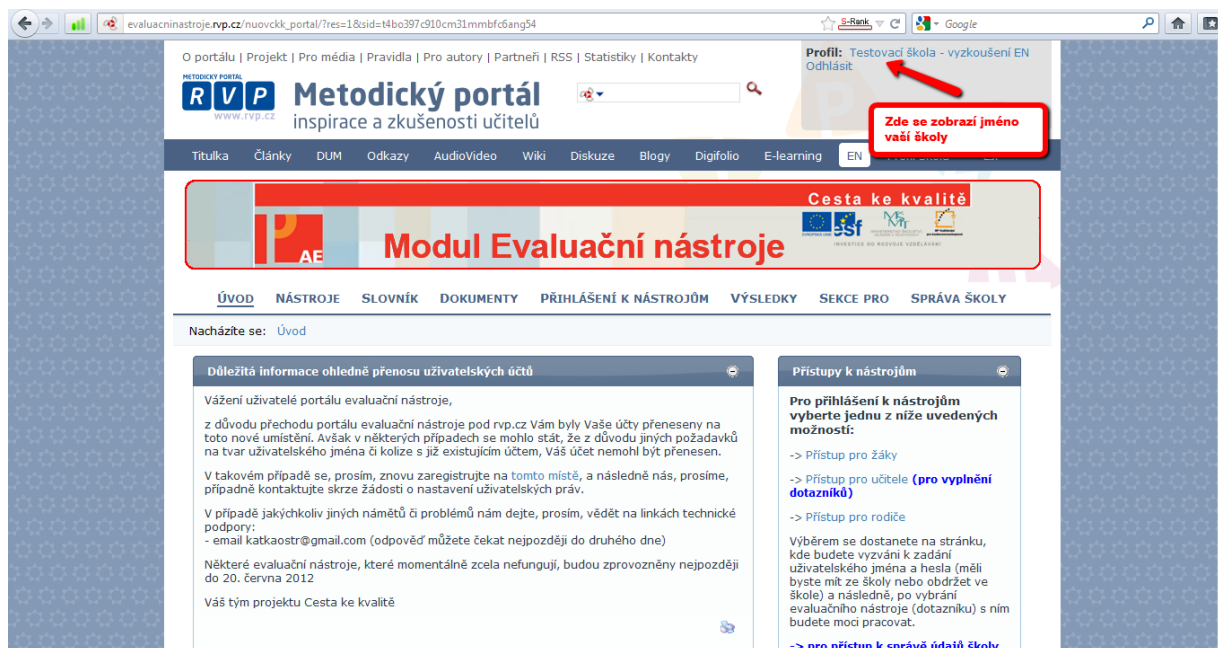 evaluacninastroje.rvp.cz/nuovckk_portal/?res=1&sid=t4bo397c910cm31mmbfc6ang54
S-Rank
Google
O portálu | Projekt | Pro média | Pravidla | Pro autory | Partneři | RSS | Statistiky | Kontakty
Profil: Testovací škola - vyzkoušení EN
Odhlásit
METODICKÝ PORTÁL
RVP
www.rvp.cz
Metodický portál
inspirace a zkušenosti učitelů
Zde se zobrazí jméno
vaší školy
Titulka Články DUM Odkazy AudioVideo Wiki Diskuze Blogy Digifolio E-learning EN
Cesta ke kvalitě
AE
Modul Evaluační nástroje
esf
INVESTICE DO ROZVOJE VZDĚLÁVÁNÍ
ÚVOD NÁSTROJE SLOVNÍK DOKUMENTY PŘIHLÁŠENÍ K NÁSTROJŮM VÝSLEDKY SEKCE PRO SPRÁVA ŠKOLY
Nacházíte se: Úvod
Důležitá informace ohledně přenosu uživatelských účtů
Vážení uživatelé portálu evaluační nástroje,
z důvodu přechodu portálu evaluační nástroje pod rvp.cz Vám byly Vaše účty přeneseny na
toto nové umístění. Avšak v některých případech se mohlo stát, že z důvodu jiných požadavků
na tvar uživatelského jména či kolize s již existujícím účtem, Váš účet nemohl být přenesen.
V takovém případě se, prosím, znovu zaregistrujte na tomto místě, a následně nás, prosíme,
případně kontaktujte skrze žádosti o nastavení uživatelských práv.
V případě jakýchkoliv jiných námětů či problémů nám dejte, prosím, vědět na linkách technické
podpory:
- email katkaostr@gmail.com (odpověď můžete čekat nejpozději do druhého dne)
Některé evaluační nástroje, které momentálně zcela nefungují, budou zprovozněny nejpozději
do 20. června 2012
Váš tým projektu Cesta ke kvalitě
Přístupy k nástrojům
Pro přihlášení k nástrojům
vyberte jednu z níže uvedených
možností:
-> Přístup pro žáky
-> Přístup pro učitele (pro vyplnění
dotazníků)
-> Přístup pro rodiče
Výběrem se dostanete na stránku,
kde budete vyzváni k zadání
uživatelského jména a hesla (měli
byste mít ze školy nebo obdržet ve
škole) a následně, po vybrání
evaluačního nástroje (dotazníku) s ním
budete moci pracovat.
-> pro přístup k správě údajů školy